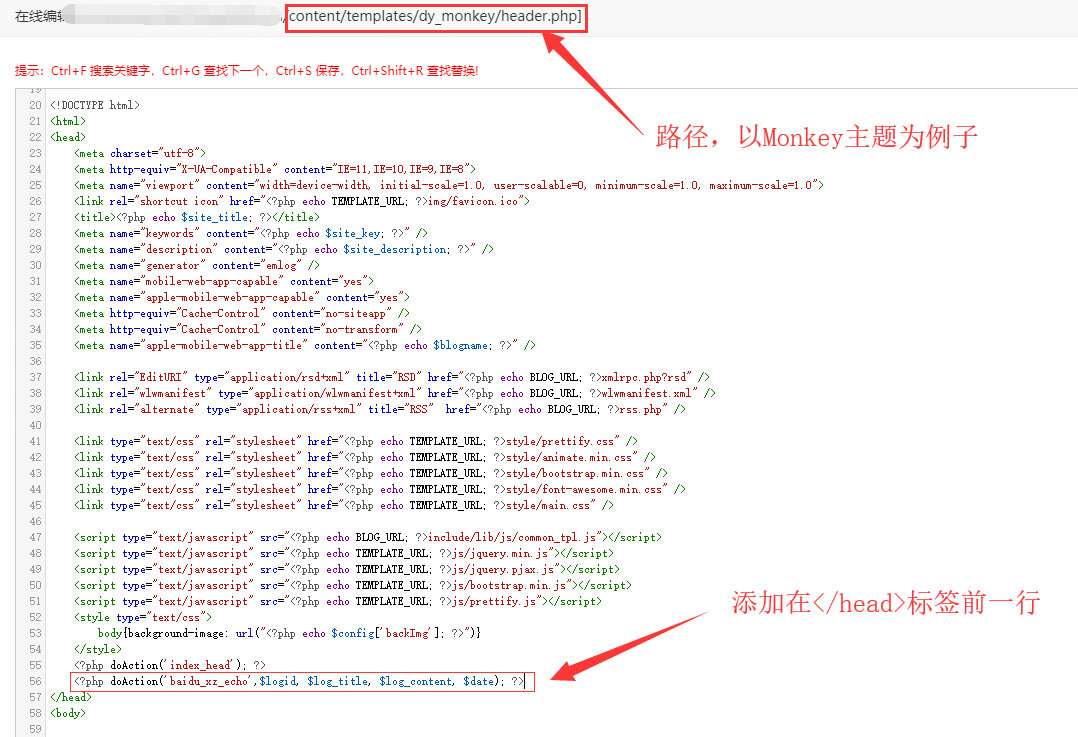 在线编辑 /content/templates/dy_monkey/header.php]
提示：Ctrl+F 搜索关键字，Ctrl+G 查找下一个，Ctrl+S 保存，Ctrl+Shift+R 查找替换!
路径，以Monkey主题为例子
19
20 <!DOCTYPE html>
21 <html>
22 <head>
23 <meta charset="utf-8">
24 <meta http-equiv="X-UA-Compatible" content="IE=11,IE=10,IE=9,IE=8">
25 <meta name="viewport" content="width=device-width, initial-scale=1.0, user-scalable=0, minimum-scale=1.0, maximum-scale=1.0">
26 <link rel="shortcut icon" href="<?php echo TEMPLATE_URL; ?>img/favicon.ico">
27 <title><?php echo $site_title; ?></title>
28 <meta name="keywords" content="<?php echo $site_key; ?>" />
29 <meta name="description" content="<?php echo $site_description; ?>" />
30 <meta name="generator" content="emlog" />
31 <meta name="mobile-web-app-capable" content="yes">
32 <meta name="apple-mobile-web-app-capable" content="yes">
33 <meta http-equiv="Cache-Control" content="no-siteapp" />
34 <meta http-equiv="Cache-Control" content="no-transform" />
35 <meta name="apple-mobile-web-app-title" content="<?php echo $blogname; ?>" />
36
37 <link rel="EditURI" type="application/rsd+xml" title="RSD" href="<?php echo BLOG_URL; ?>xmlrpc.php?rsd" />
38 <link rel="wlwmanifest" type="application/wlwmanifest+xml" href="<?php echo BLOG_URL; ?>wlwmanifest.xml" />
39 <link rel="alternate" type="application/rss+xml" title="RSS"  href="<?php echo BLOG_URL; ?>rss.php" />
40
41 <link type="text/css" rel="stylesheet" href="<?php echo TEMPLATE_URL; ?>style/prettify.css" />
42 <link type="text/css" rel="stylesheet" href="<?php echo TEMPLATE_URL; ?>style/animate.min.css" />
43 <link type="text/css" rel="stylesheet" href="<?php echo TEMPLATE_URL; ?>style/bootstrap.min.css" />
44 <link type="text/css" rel="stylesheet" href="<?php echo TEMPLATE_URL; ?>style/font-awesome.min.css" />
45 <link type="text/css" rel="stylesheet" href="<?php echo TEMPLATE_URL; ?>style/main.css" />
46
47 <script type="text/javascript" src="<?php echo BLOG_URL; ?>include/lib/js/common_tpl.js"></script>
48 <script type="text/javascript" src="<?php echo TEMPLATE_URL; ?>js/jquery.min.js"></script>
49 <script type="text/javascript" src="<?php echo TEMPLATE_URL; ?>js/jquery.pjax.js"></script>
50 <script type="text/javascript" src="<?php echo TEMPLATE_URL; ?>js/bootstrap.min.js"></script>
51 <script type="text/javascript" src="<?php echo TEMPLATE_URL; ?>js/prettify.js"></script>
52 <style type="text/css">
53 body{background-image: url("<?php echo $config['backImg']; ?>")}
54 </style>
55 <?php doAction('index_head'); ?>
56 <?php doAction('baidu_xz_echo',$logid, $log_title, $log_content, $date); ?>
57 </head>
58 <body>
59
添加在</head>标签前一行